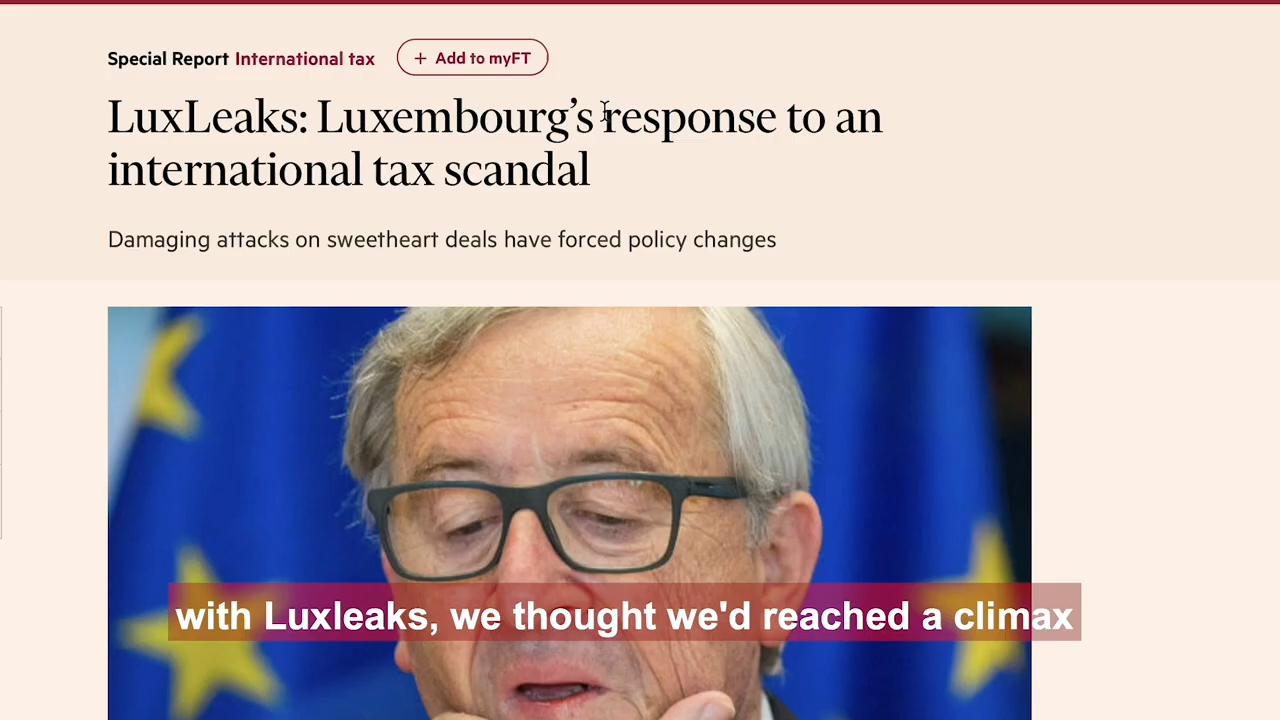 Special Report International tax + Add to myFT
LuxLeaks: Luxembourg’s response to an
international tax scandal
Damaging attacks on sweetheart deals have forced policy changes
with Luxleaks, we thought we'd reached a climax